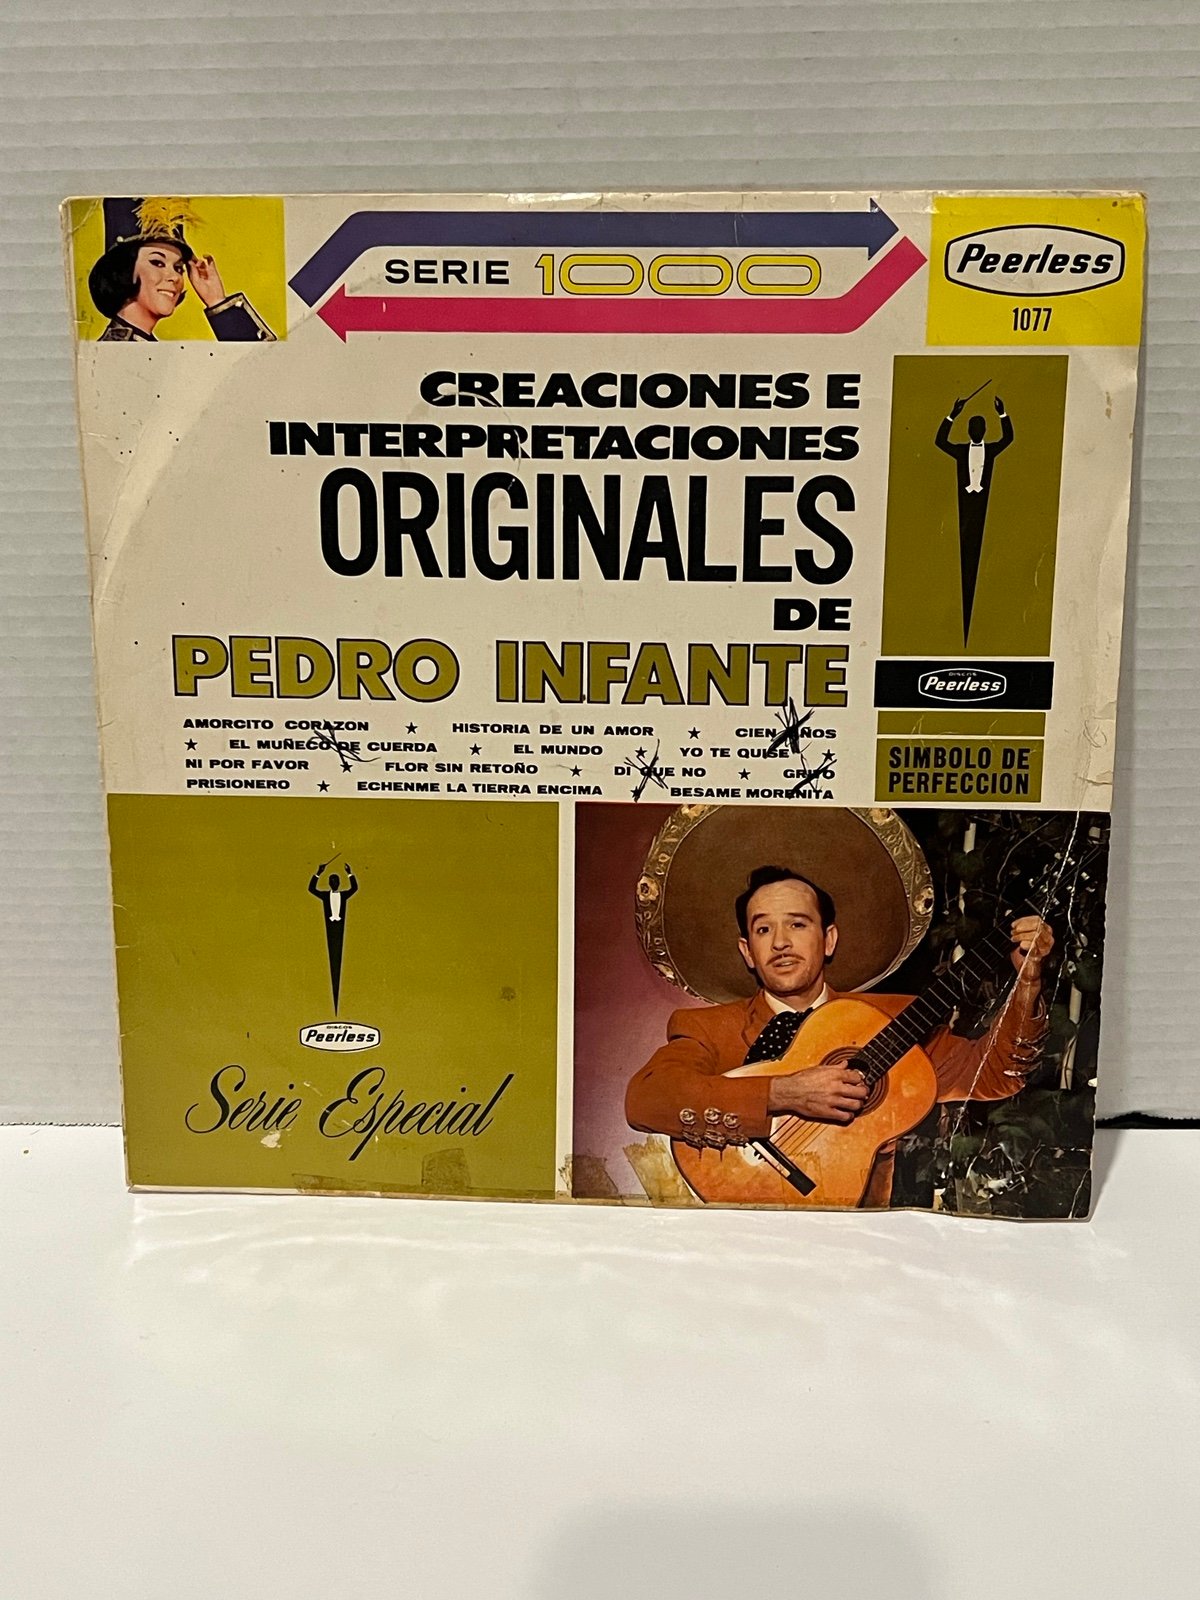 SERIE 1000
Peerless
1077
CREACIONES E
INTERPRETACIONES
ORIGINALES
DE
PEDRO INFANTE
AMORCITO CORAZON ★ HISTORIA DE UN AMOR ★ CIEN AÑOS
★ EL MUÑECO DE CUERDA ★ EL MUNDO ★ YO TE QUISE ★
NI POR FAVOR ★ FLOR SIN RETOÑO ★ DI QUE NO ★ GRITO
PRISIONERO ★ ECHENME LA TIERRA ENCIMA ★ BESAME MORENITA
DISCOS
Peerless
SIMBOLO DE
PERFECCION
DISCOS
Peerless
Serie Especial